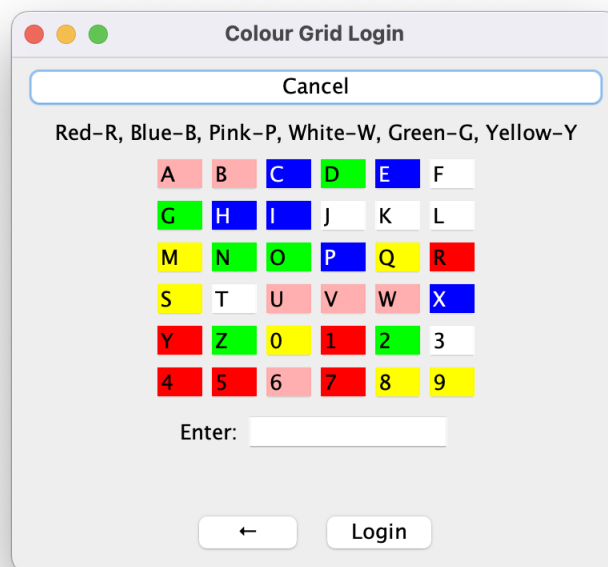 Colour Grid Login
Cancel
Red-R, Blue-B, Pink-P, White-W, Green-G, Yellow-Y
A B C D E F
G H I J K L
M N O P Q R
S T U V W X
Y Z 0 1 2 3
4 5 6 7 8 9
Enter:
← Login